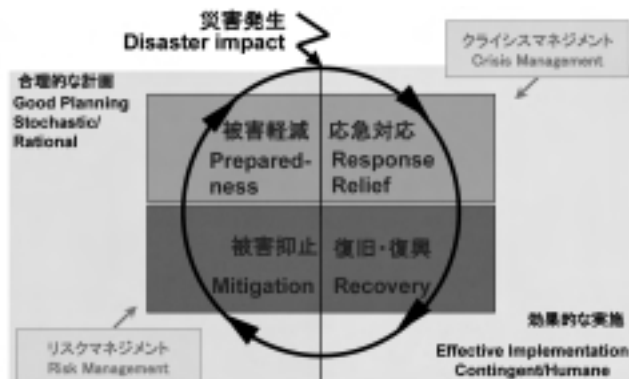 災害発生
Disaster impact
クライシスマネジメント
Crisis Management
合理的な計画
Good Planning
Stochastic/
Rational
被害軽減
Prepared-
ness
応急対応
Response
Relief
被害抑止
Mitigation
復旧・復興
Recovery
リスクマネジメント
Risk Management
効果的な実施
Effective Implementation
Contingent/Humane